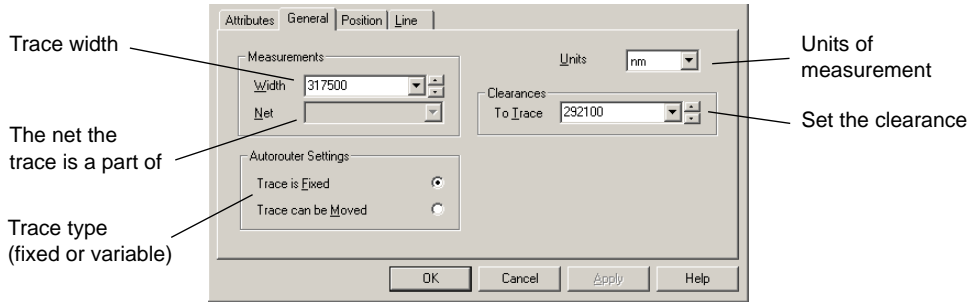 Attributes General Position Line
Trace width
Measurements
Width 317500
Net
Units nm
Clearances
To Trace 292100
Units of
measurement
Set the clearance
The net the
trace is a part of
Autorouter Settings
Trace is Fixed
Trace can be Moved
Trace type
(fixed or variable)
OK Cancel Apply Help